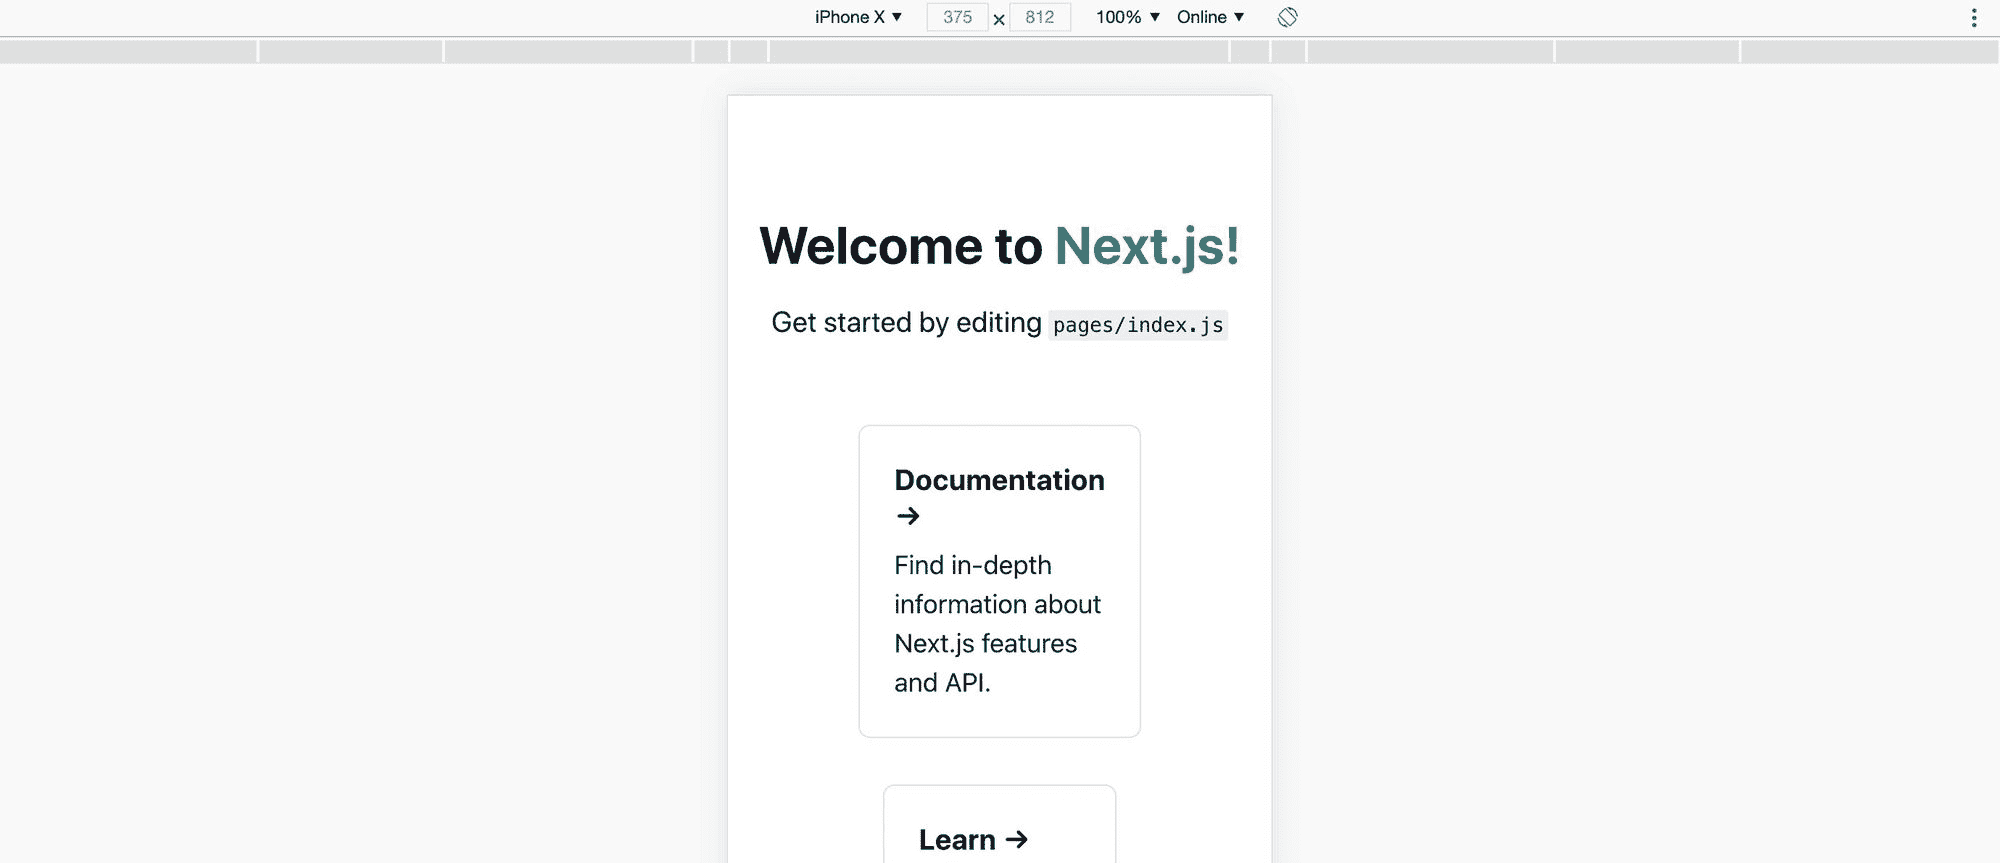 iPhone X ▼ 375 × 812 100% ▼ Online ▼
Welcome to Next.js!
Get started by editing pages/index.js
Documentation
→
Find in-depth
information about
Next.js features
and API.
Learn →